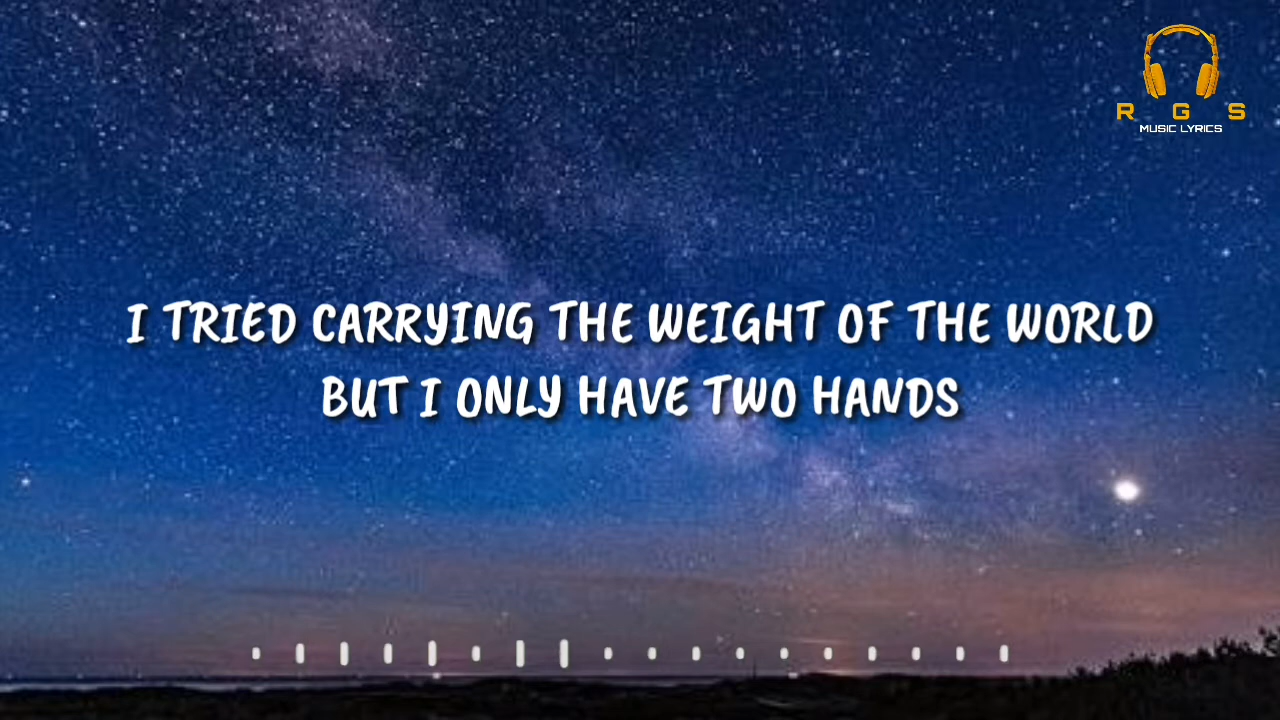 R G S
MUSIC LYRICS
I TRIED CARRYING THE WEIGHT OF THE WORLD
BUT I ONLY HAVE TWO HANDS